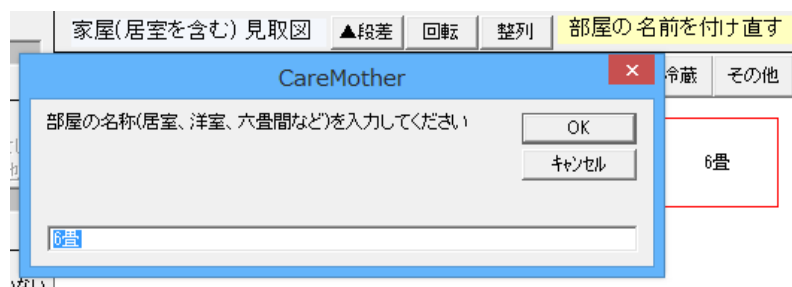 家屋(居室を含む) 見取図 ▲段差 回転 整列 部屋の名前を付け直す
CareMother ×
冷蔵 その他
部屋の名称(居室、洋室、六畳間など)を入力してください
OK
キャンセル
6畳
6畳